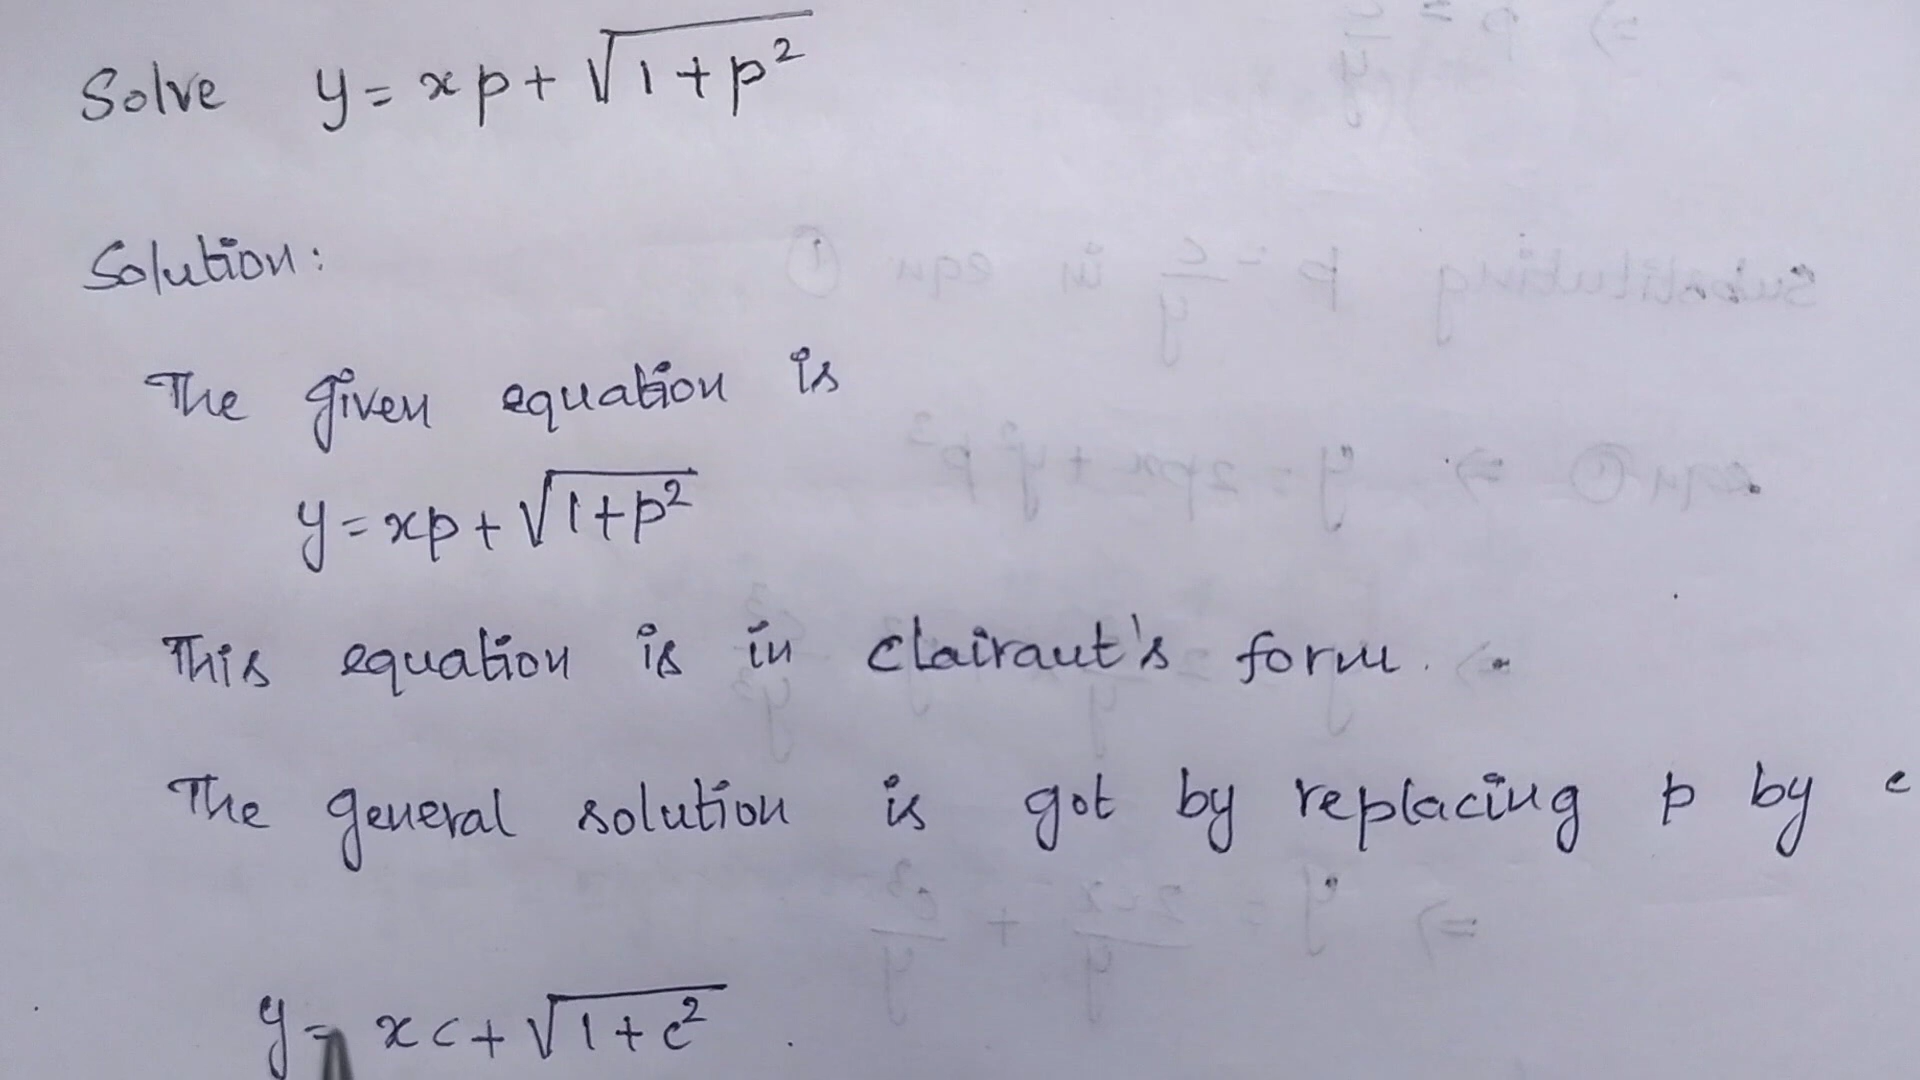 Solve y = xp + √1+p²
Solution:
The given equation is
y = xp + √1+p²
This equation is in clairaut's form.
The general solution is got by replacing p by c
y = xc + √1+c² .